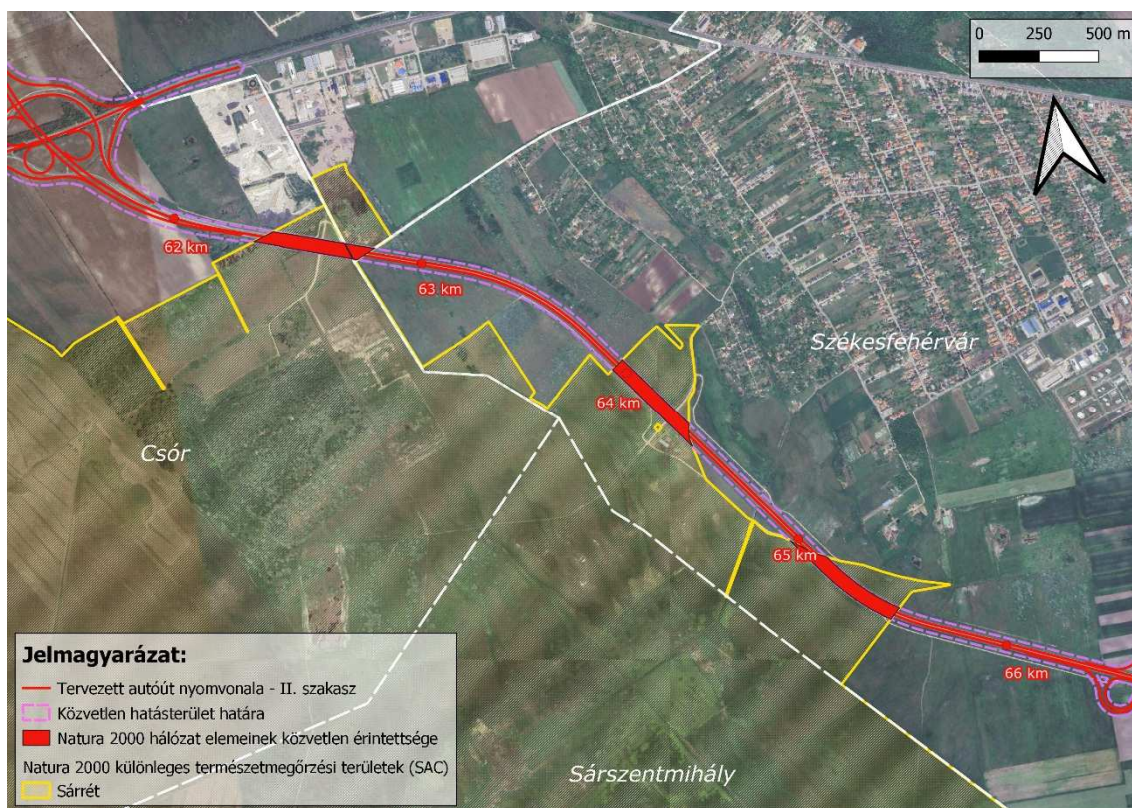 0 250 500 m
62 km
63 km
Székesfehérvár
64 km
Csór
65 km
66 km
Sárszentmihály
Jelmagyarázat:
Tervezett autóút nyomvonala - II. szakasz
Közvetlen hatásterület határa
Natura 2000 hálózat elemeinek közvetlen érintettsége
Natura 2000 különleges természetmegőrzési területek (SAC)
Sárrét